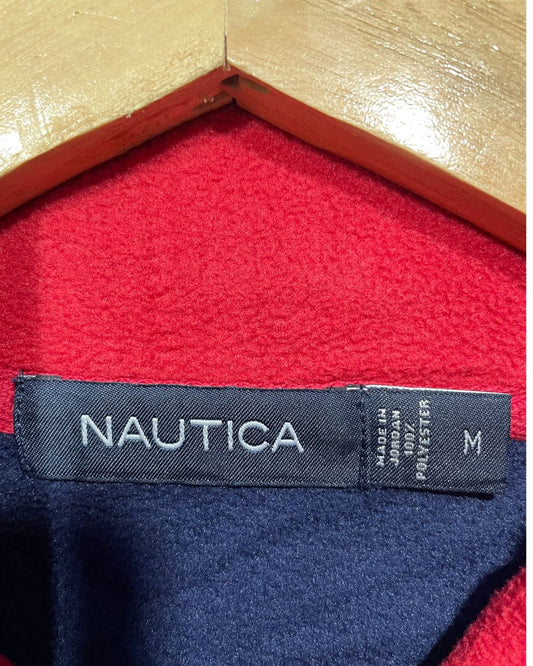 NAUTICA
MADE IN
JORDAN
100%
POLYESTER
M